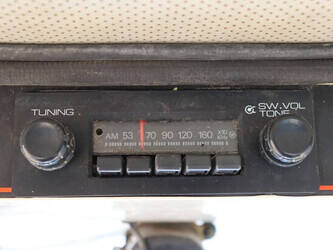 TUNING
SW.VOL
TONE
AM 53 70 90 120 160